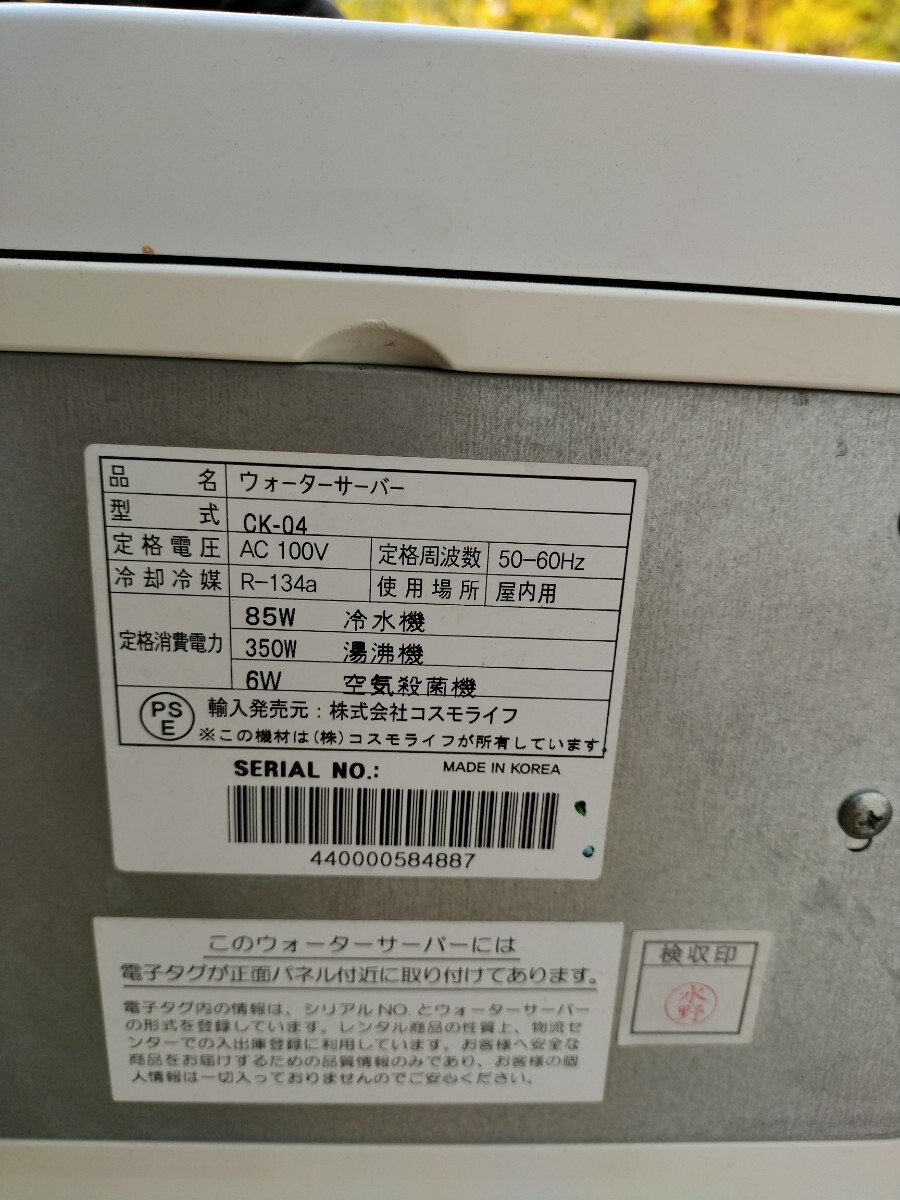 品名 ウォーターサーバー
型式 CK-04
定格電圧 AC 100V 定格周波数 50-60Hz
冷却冷媒 R-134a 使用場所 屋内用
定格消費電力
85W 冷水機
350W 湯沸機
6W 空気殺菌機
PSE
輸入発売元：株式会社コスモライフ
※この機材は(株)コスモライフが所有しています。
SERIAL NO.: MADE IN KOREA
440000584887
このウォーターサーバーには
電子タグが正面パネル付近に取り付けてあります。
電子タグ内の情報は、シリアルNO.とウォーターサーバー
の形式を登録しています。レンタル商品の性質上、物流セ
ンターでの入出庫登録に利用しています。お客様へ安全な
商品をお届けするための品質情報のみであり、お客様の個
人情報は一切入っておりませんのでご安心ください。
検収印
水野